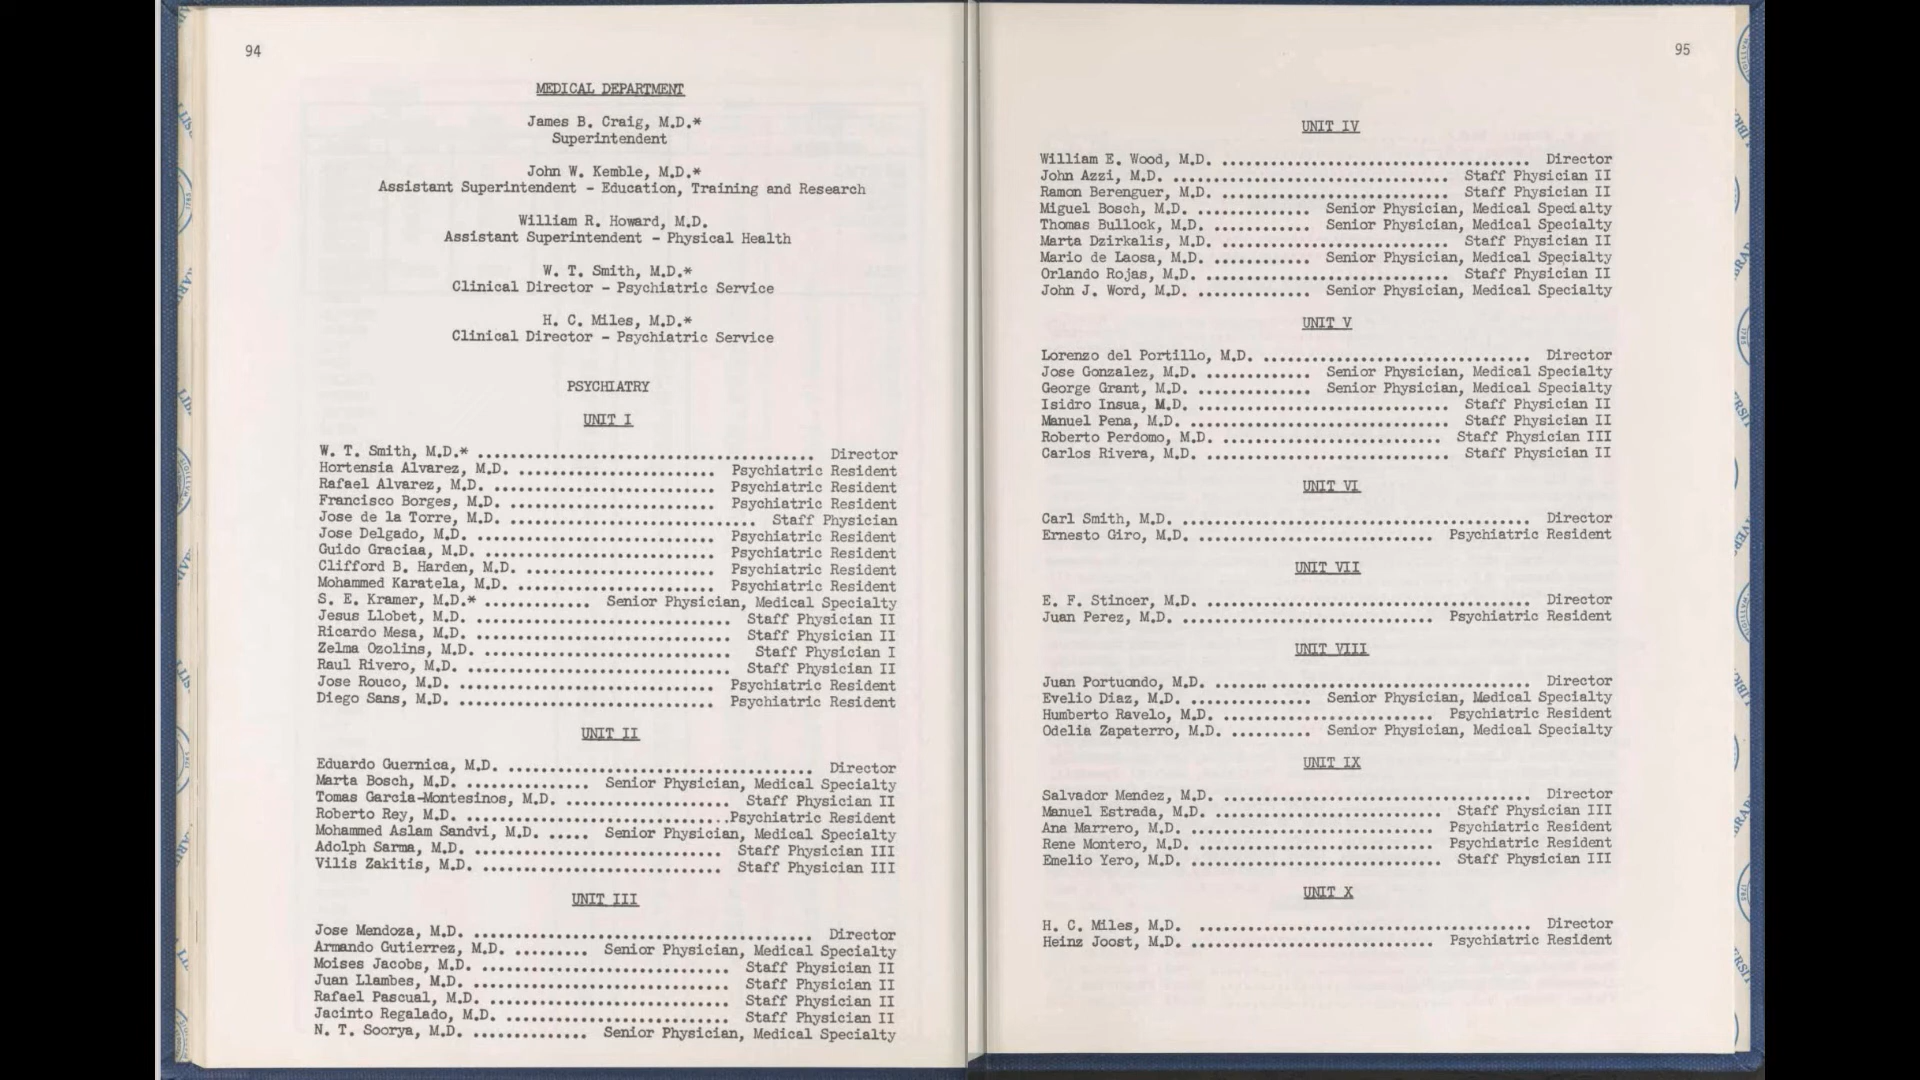 94
MEDICAL DEPARTMENT
James B. Craig, M.D.*
Superintendent
John W. Kemble, M.D.*
Assistant Superintendent - Education, Training and Research
William R. Howard, M.D.
Assistant Superintendent - Physical Health
W. T. Smith, M.D.*
Clinical Director - Psychiatric Service
H. C. Miles, M.D.*
Clinical Director - Psychiatric Service
PSYCHIATRY
UNIT I
W. T. Smith, M.D.* ........................................ Director
Hortensia Alvarez, M.D. ........................ Psychiatric Resident
Rafael Alvarez, M.D. ........................... Psychiatric Resident
Francisco Borges, M.D. ......................... Psychiatric Resident
Jose de la Torre, M.D. .............................. Staff Physician
Jose Delgado, M.D. ............................. Psychiatric Resident
Guido Graciaa, M.D. ............................ Psychiatric Resident
Clifford B. Harden, M.D. ....................... Psychiatric Resident
Mohammed Karatela, M.D. ........................ Psychiatric Resident
S. E. Kramer, M.D.* ............. Senior Physician, Medical Specialty
Jesus Llobet, M.D. ............................... Staff Physician II
Ricardo Mesa, M.D. ............................... Staff Physician II
Zelma Ozolins, M.D. .............................. Staff Physician I
Raul Rivero, M.D. ................................ Staff Physician II
Jose Rouco, M.D. ............................... Psychiatric Resident
Diego Sans, M.D. ............................... Psychiatric Resident
UNIT II
Eduardo Guernica, M.D. ..................................... Director
Marta Bosch, M.D. ............... Senior Physician, Medical Specialty
Tomas Garcia-Montesinos, M.D. .................... Staff Physician II
Roberto Rey, M.D. ................................Psychiatric Resident
Mohammed Aslam Sandvi, M.D. ..... Senior Physician, Medical Specialty
Adolph Sarma, M.D. .............................. Staff Physician III
Vilis Zakitis, M.D. ............................. Staff Physician III
UNIT III
Jose Mendoza, M.D. ......................................... Director
Armando Gutierrez, M.D. ......... Senior Physician, Medical Specialty
Moises Jacobs, M.D. .............................. Staff Physician II
Juan Llambes, M.D. ............................... Staff Physician II
Rafael Pascual, M.D. ............................. Staff Physician II
Jacinto Regalado, M.D. ........................... Staff Physician II
N. T. Soorya, M.D. .............. Senior Physician, Medical Specialty
95
UNIT IV
William E. Wood, M.D. ...................................... Director
John Azzi, M.D. .................................. Staff Physician II
Ramon Berenguer, M.D. ............................ Staff Physician II
Miguel Bosch, M.D. .............. Senior Physician, Medical Specialty
Thomas Bullock, M.D. ............ Senior Physician, Medical Specialty
Marta Dzirkalis, M.D. ............................ Staff Physician II
Mario de Laosa, M.D. ............ Senior Physician, Medical Specialty
Orlando Rojas, M.D. .............................. Staff Physician II
John J. Word, M.D. .............. Senior Physician, Medical Specialty
UNIT V
Lorenzo del Portillo, M.D. ................................. Director
Jose Gonzalez, M.D. ............. Senior Physician, Medical Specialty
George Grant, M.D. .............. Senior Physician, Medical Specialty
Isidro Insua, M.D. ............................... Staff Physician II
Manuel Pena, M.D. ................................ Staff Physician II
Roberto Perdomo, M.D. ........................... Staff Physician III
Carlos Rivera, M.D. .............................. Staff Physician II
UNIT VI
Carl Smith, M.D. ........................................... Director
Ernesto Giro, M.D. ............................. Psychiatric Resident
UNIT VII
E. F. Stincer, M.D. ........................................ Director
Juan Perez, M.D. ............................... Psychiatric Resident
UNIT VIII
Juan Portuondo, M.D. ....................................... Director
Evelio Diaz, M.D. ............... Senior Physician, Medical Specialty
Humberto Ravelo, M.D. .......................... Psychiatric Resident
Odelia Zapaterro, M.D. .......... Senior Physician, Medical Specialty
UNIT IX
Salvador Mendez, M.D. ...................................... Director
Manuel Estrada, M.D. ............................ Staff Physician III
Ana Marrero, M.D. .............................. Psychiatric Resident
Rene Montero, M.D. ............................. Psychiatric Resident
Emelio Yero, M.D. ............................... Staff Physician III
UNIT X
H. C. Miles, M.D. .......................................... Director
Heinz Joost, M.D. .............................. Psychiatric Resident